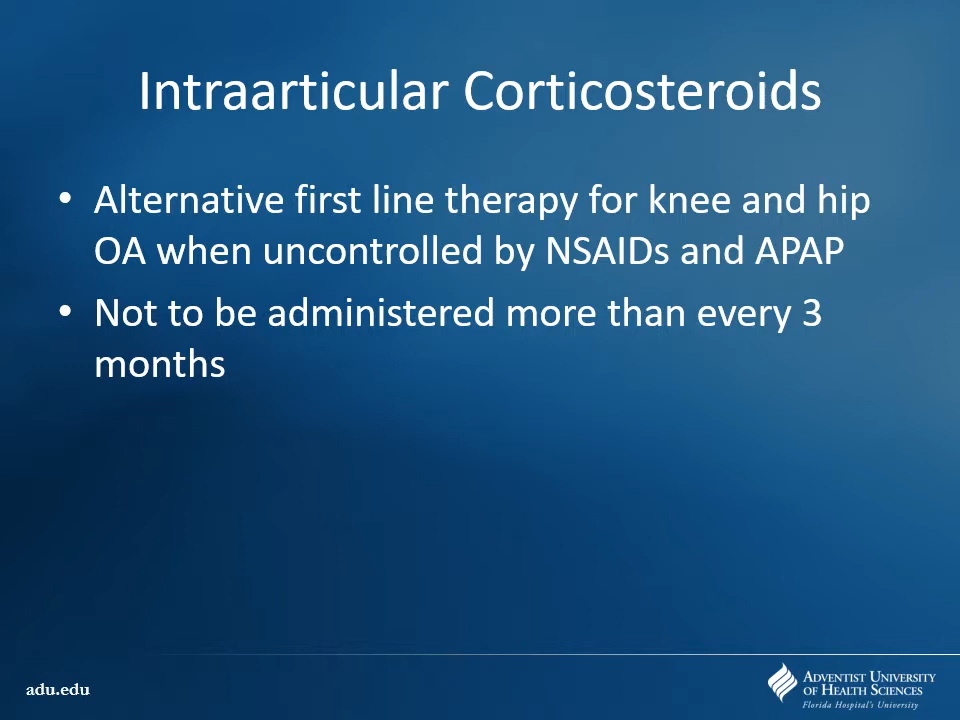 Intraarticular Corticosteroids
• Alternative first line therapy for knee and hip
OA when uncontrolled by NSAIDs and APAP
• Not to be administered more than every 3
months
adu.edu
ADVENTIST UNIVERSITY
OF HEALTH SCIENCES
Florida Hospital's University